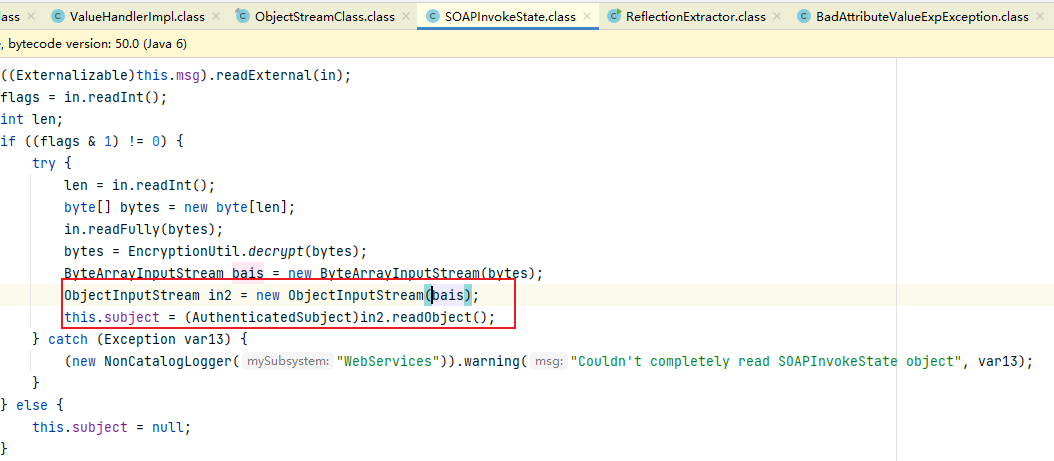 lass ValueHandlerImpl.class ObjectStreamClass.class SOAPInvokeState.class ReflectionExtractor.class BadAttributeValueExpException.class
, bytecode version: 50.0 (Java 6)
((Externalizable)this.msg).readExternal(in);
flags = in.readInt();
int len;
if ((flags & 1) != 0) {
try {
len = in.readInt();
byte[] bytes = new byte[len];
in.readFully(bytes);
bytes = EncryptionUtil.decrypt(bytes);
ByteArrayInputStream bais = new ByteArrayInputStream(bytes);
ObjectInputStream in2 = new ObjectInputStream(bais);
this.subject = (AuthenticatedSubject)in2.readObject();
} catch (Exception var13) {
(new NonCatalogLogger( mySubsystem: "WebServices")).warning( msg: "Couldn't completely read SOAPInvokeState object", var13);
}
} else {
this.subject = null;
}